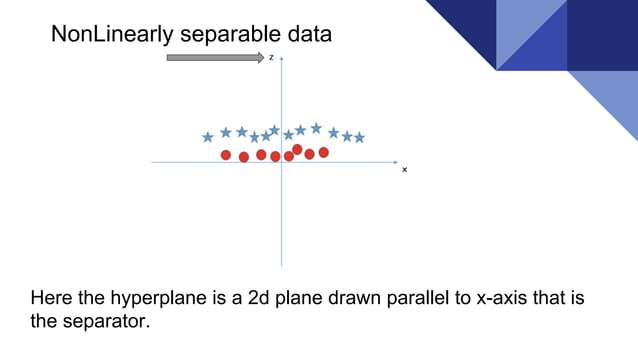 NonLinearly separable data
z
x
Here the hyperplane is a 2d plane drawn parallel to x-axis that is
the separator.